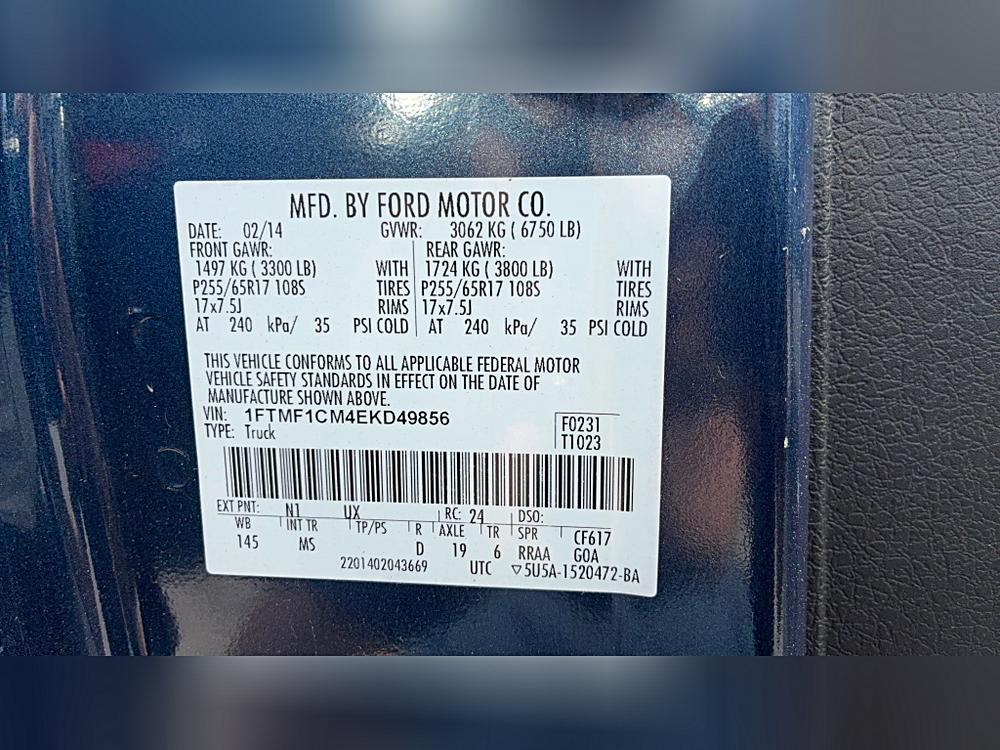 MFD. BY FORD MOTOR CO.
DATE: 02/14 GVWR: 3062 KG ( 6750 LB)
FRONT GAWR: REAR GAWR:
1497 KG ( 3300 LB) WITH 1724 KG ( 3800 LB) WITH
P255/65R17 108S TIRES P255/65R17 108S TIRES
17x7.5J RIMS 17x7.5J RIMS
AT 240 kPa/ 35 PSI COLD AT 240 kPa/ 35 PSI COLD
THIS VEHICLE CONFORMS TO ALL APPLICABLE FEDERAL MOTOR
VEHICLE SAFETY STANDARDS IN EFFECT ON THE DATE OF
MANUFACTURE SHOWN ABOVE.
VIN: 1FTMF1CM4EKD49856 F0231
TYPE: Truck T1023
EXT PNT: N1 UX RC: 24 DSO:
WB INT TR TP/PS R AXLE TR SPR CF617
145 MS D 19 6 RRAA GOA
2201402043669 UTC ▽5U5A-1520472-BA